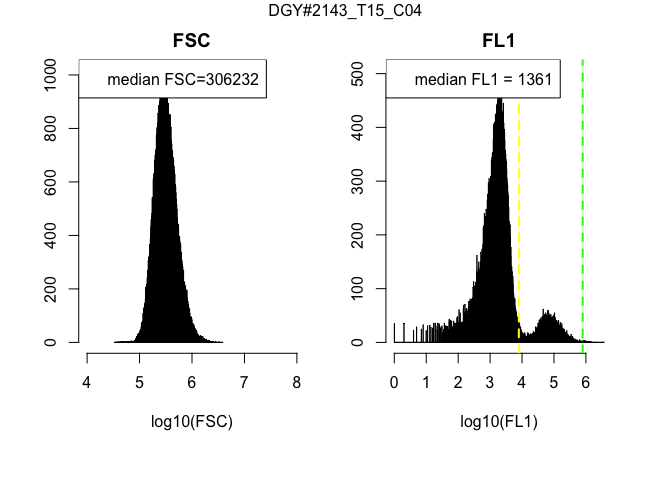 DGY#2143_T15_C04
FSC
FL1
median FSC=306232
median FL1 = 1361
1000
800
600
400
200
0
500
400
300
200
100
0
4 5 6 7 8
0 1 2 3 4 5 6
log10(FSC)
log10(FL1)